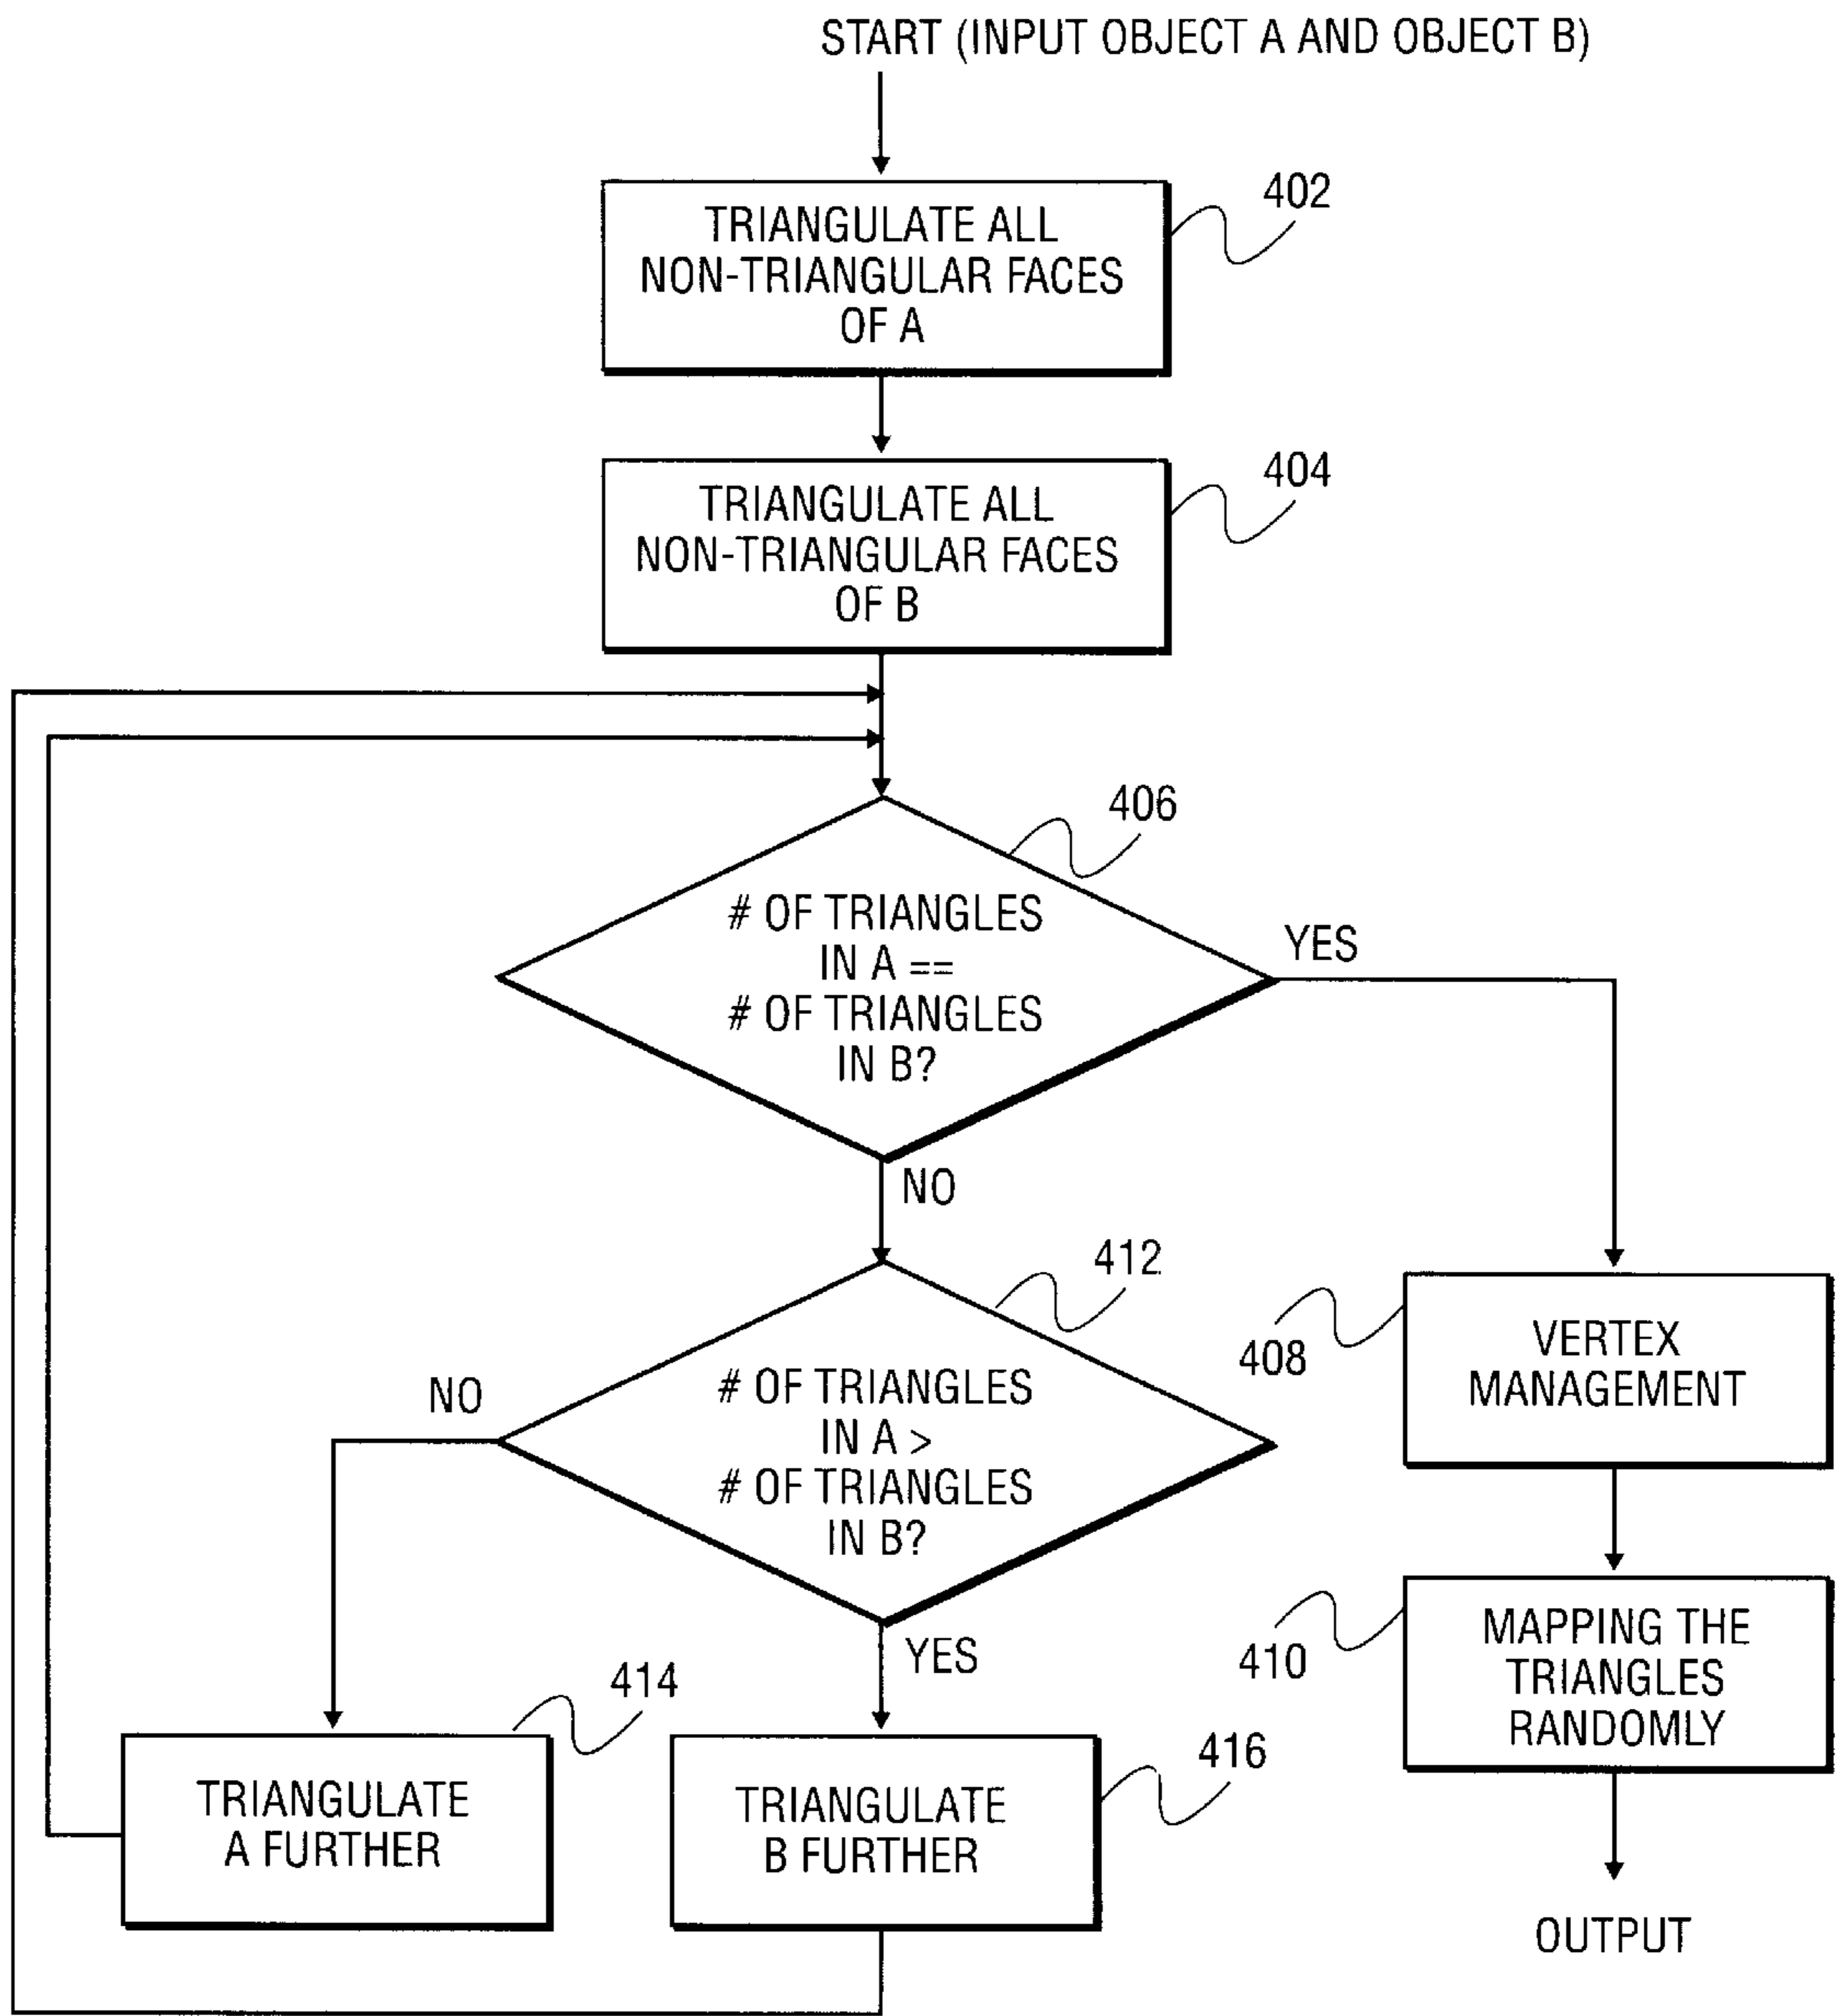 START (INPUT OBJECT A AND OBJECT B)
TRIANGULATE ALL
NON-TRIANGULAR FACES
OF A
402
TRIANGULATE ALL
NON-TRIANGULAR FACES
OF B
404
406
# OF TRIANGLES
IN A ==
# OF TRIANGLES
IN B?
YES
NO
412
# OF TRIANGLES
IN A >
# OF TRIANGLES
IN B?
NO
YES
408
VERTEX
MANAGEMENT
410
MAPPING THE
TRIANGLES
RANDOMLY
414
TRIANGULATE
A FURTHER
416
TRIANGULATE
B FURTHER
OUTPUT